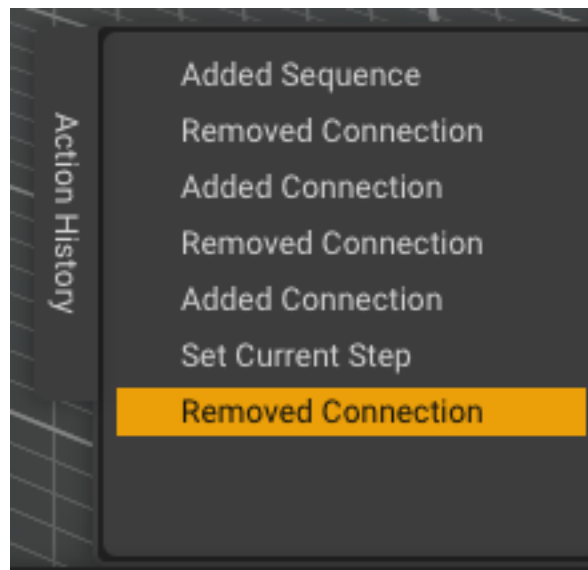 Action History
Added Sequence
Removed Connection
Added Connection
Removed Connection
Added Connection
Set Current Step
Removed Connection